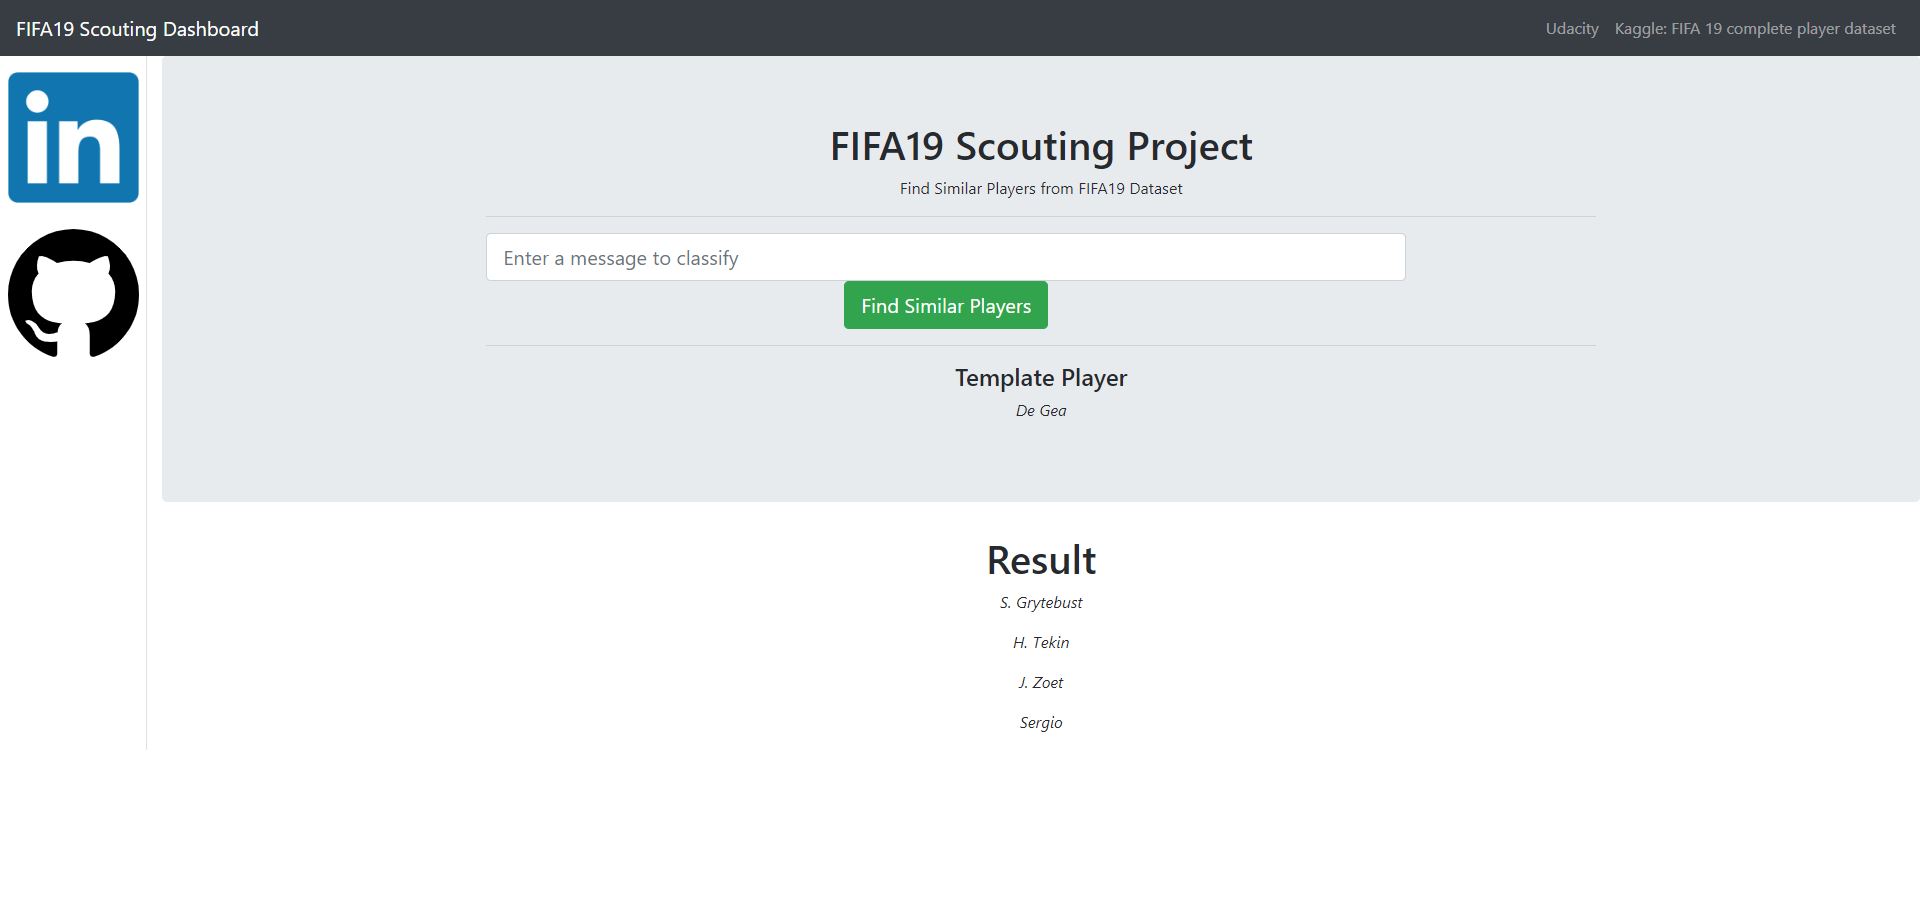 FIFA19 Scouting Dashboard
Udacity Kaggle: FIFA 19 complete player dataset
in
FIFA19 Scouting Project
Find Similar Players from FIFA19 Dataset
Enter a message to classify
Find Similar Players
Template Player
De Gea
Result
S. Grytebust
H. Tekin
J. Zoet
Sergio